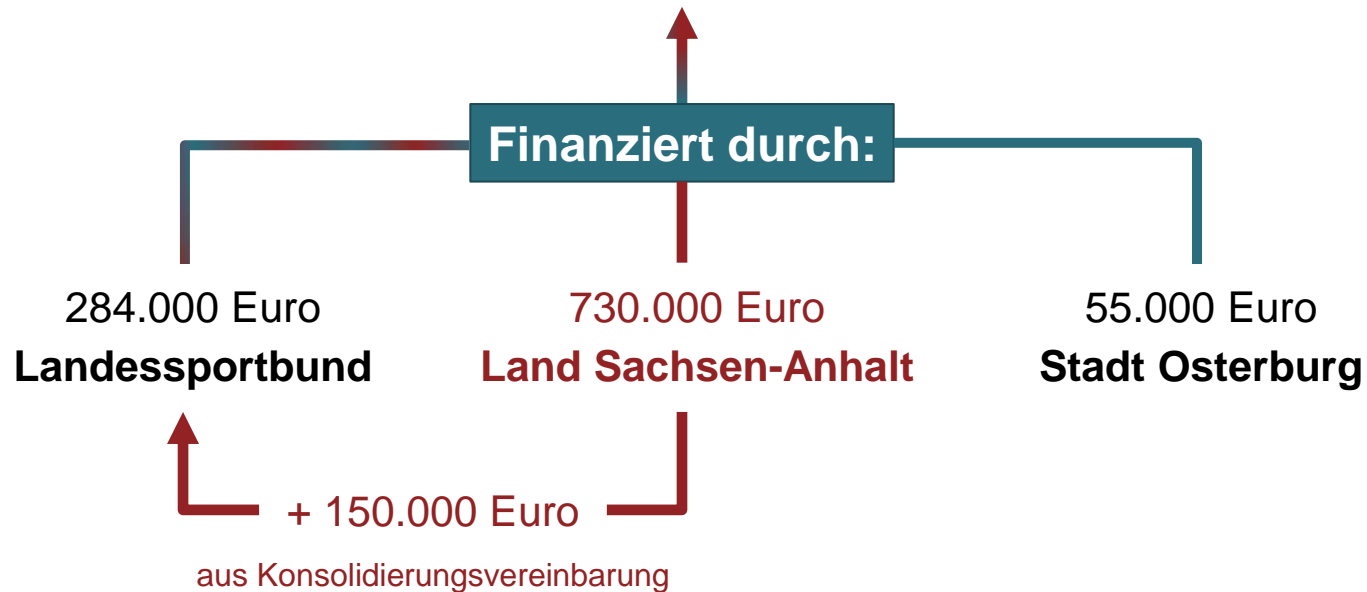 Finanziert durch:
284.000 Euro
Landessportbund
730.000 Euro
Land Sachsen-Anhalt
55.000 Euro
Stadt Osterburg
+ 150.000 Euro
aus Konsolidierungsvereinbarung